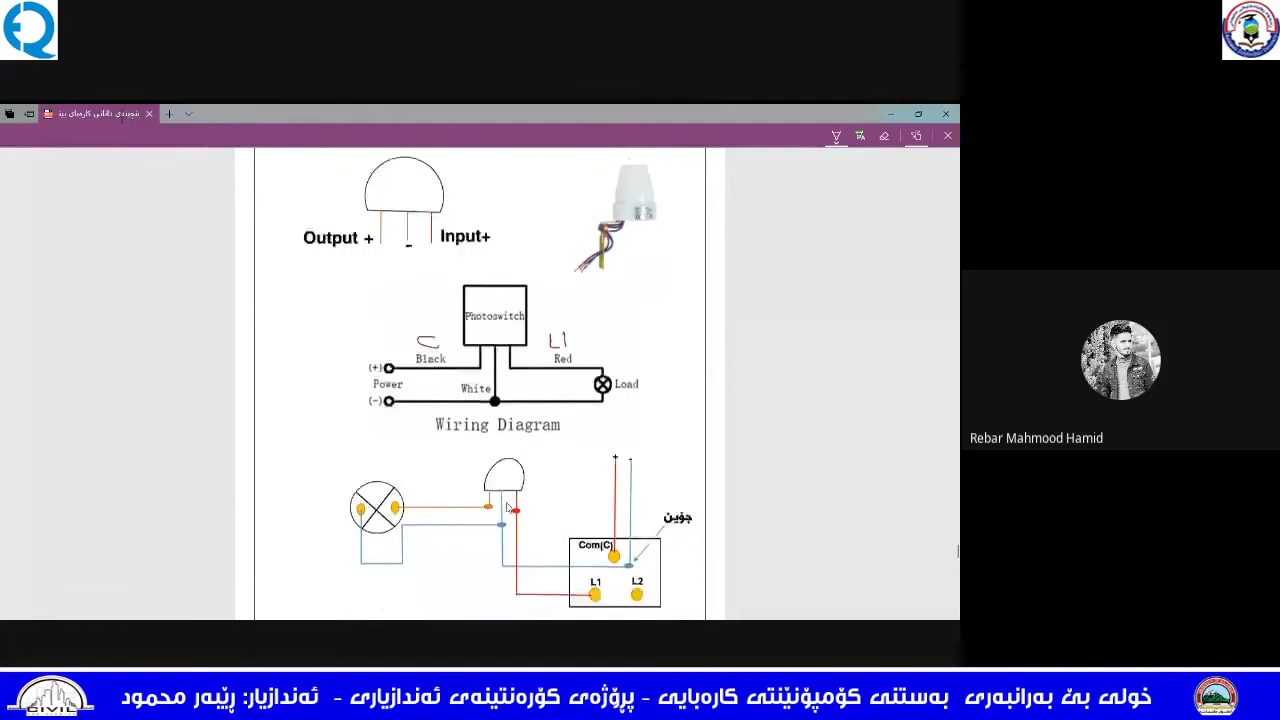 Output +
-
Input+
Photoswitch
C
L1
Black
Red
(+)
Power
White
Load
(-)
Wiring Diagram
+
-
جۆین
Com(C)
L1
L2
Rebar Mahmood Hamid
خولی بێ بەرانبەری بەستنی کۆمپۆنێنتی کارەبایی - پڕۆژەی کۆرەنتینەی ئەندازیاری - ئەندازیار: ڕێبەر محمود
CIVIL